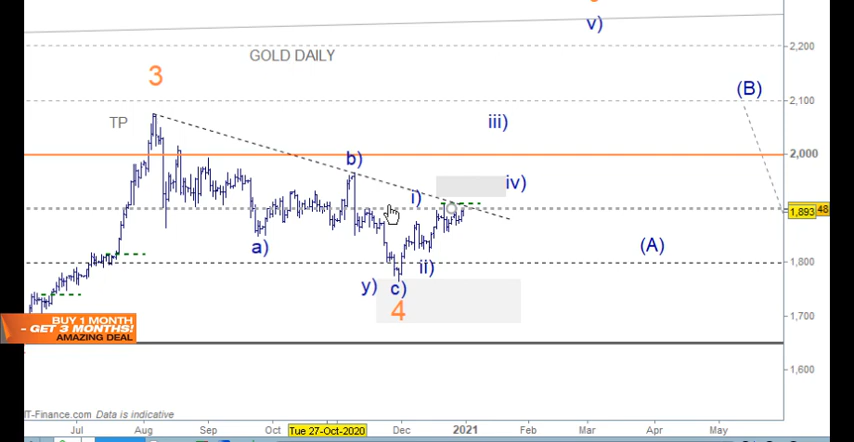 v)
2,200
GOLD DAILY
3
(B)
2,100
TP
iii)
2,000
b)
iv)
i)
1,893
48
a)
(A)
1,800
ii)
y)
c)
4
1,700
BUY 1 MONTH
- GET 3 MONTHS!
AMAZING DEAL
1,600
IT-Finance.com Data is indicative
Jul
Aug
Sep
Oct
Tue 27-Oct-2020
Dec
2021
Feb
Mar
Apr
May